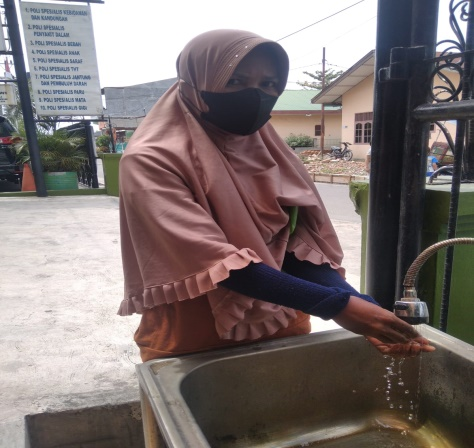 1. POLI SPESIALIS KEBIDANAN
DAN KANDUNGAN
2. POLI SPESIALIS
PENYAKIT DALAM
3. POLI SPESIALIS BEDAH
4. POLI SPESIALIS ANAK
5. POLI SPESIALIS SARAF
6. POLI SPESIALIS THT
7. POLI SPESIALIS JANTUNG
DAN PEMBULUH DARAH
8. POLI SPESIALIS PARU
9. POLI SPESIALIS MATA
10. POLI SPESIALIS GIGI